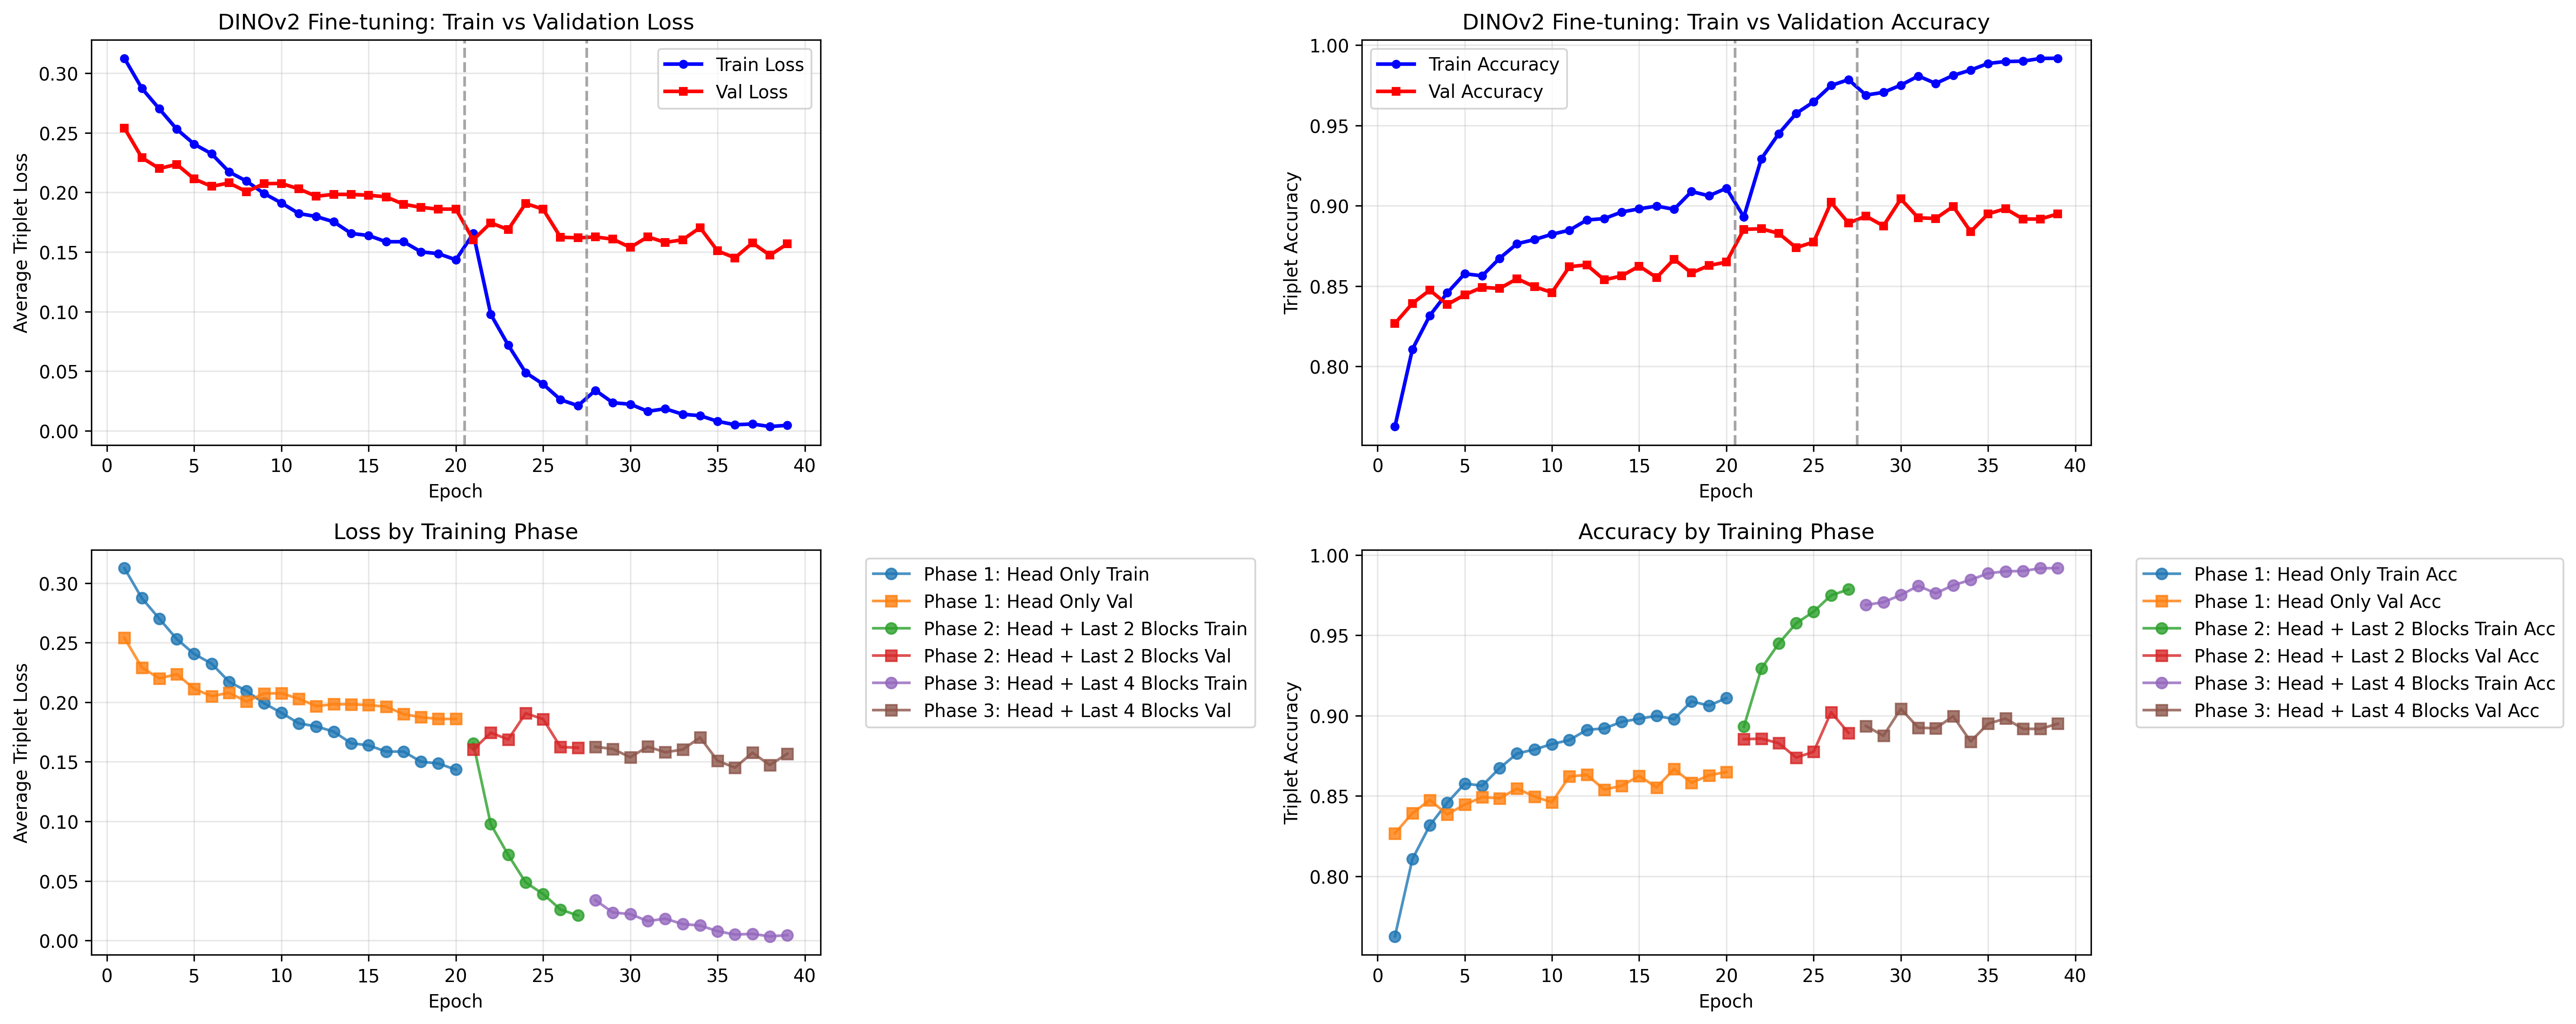 DINOv2 Fine-tuning: Train vs Validation Loss
Average Triplet Loss
0.30
0.25
0.20
0.15
0.10
0.05
0.00
Train Loss
Val Loss
0 5 10 15 20 25 30 35 40
Epoch
DINOv2 Fine-tuning: Train vs Validation Accuracy
Triplet Accuracy
1.00
0.95
0.90
0.85
0.80
Train Accuracy
Val Accuracy
0 5 10 15 20 25 30 35 40
Epoch
Loss by Training Phase
Average Triplet Loss
0.30
0.25
0.20
0.15
0.10
0.05
0.00
0 5 10 15 20 25 30 35 40
Epoch
Phase 1: Head Only Train
Phase 1: Head Only Val
Phase 2: Head + Last 2 Blocks Train
Phase 2: Head + Last 2 Blocks Val
Phase 3: Head + Last 4 Blocks Train
Phase 3: Head + Last 4 Blocks Val
Accuracy by Training Phase
Triplet Accuracy
1.00
0.95
0.90
0.85
0.80
0 5 10 15 20 25 30 35 40
Epoch
Phase 1: Head Only Train Acc
Phase 1: Head Only Val Acc
Phase 2: Head + Last 2 Blocks Train Acc
Phase 2: Head + Last 2 Blocks Val Acc
Phase 3: Head + Last 4 Blocks Train Acc
Phase 3: Head + Last 4 Blocks Val Acc